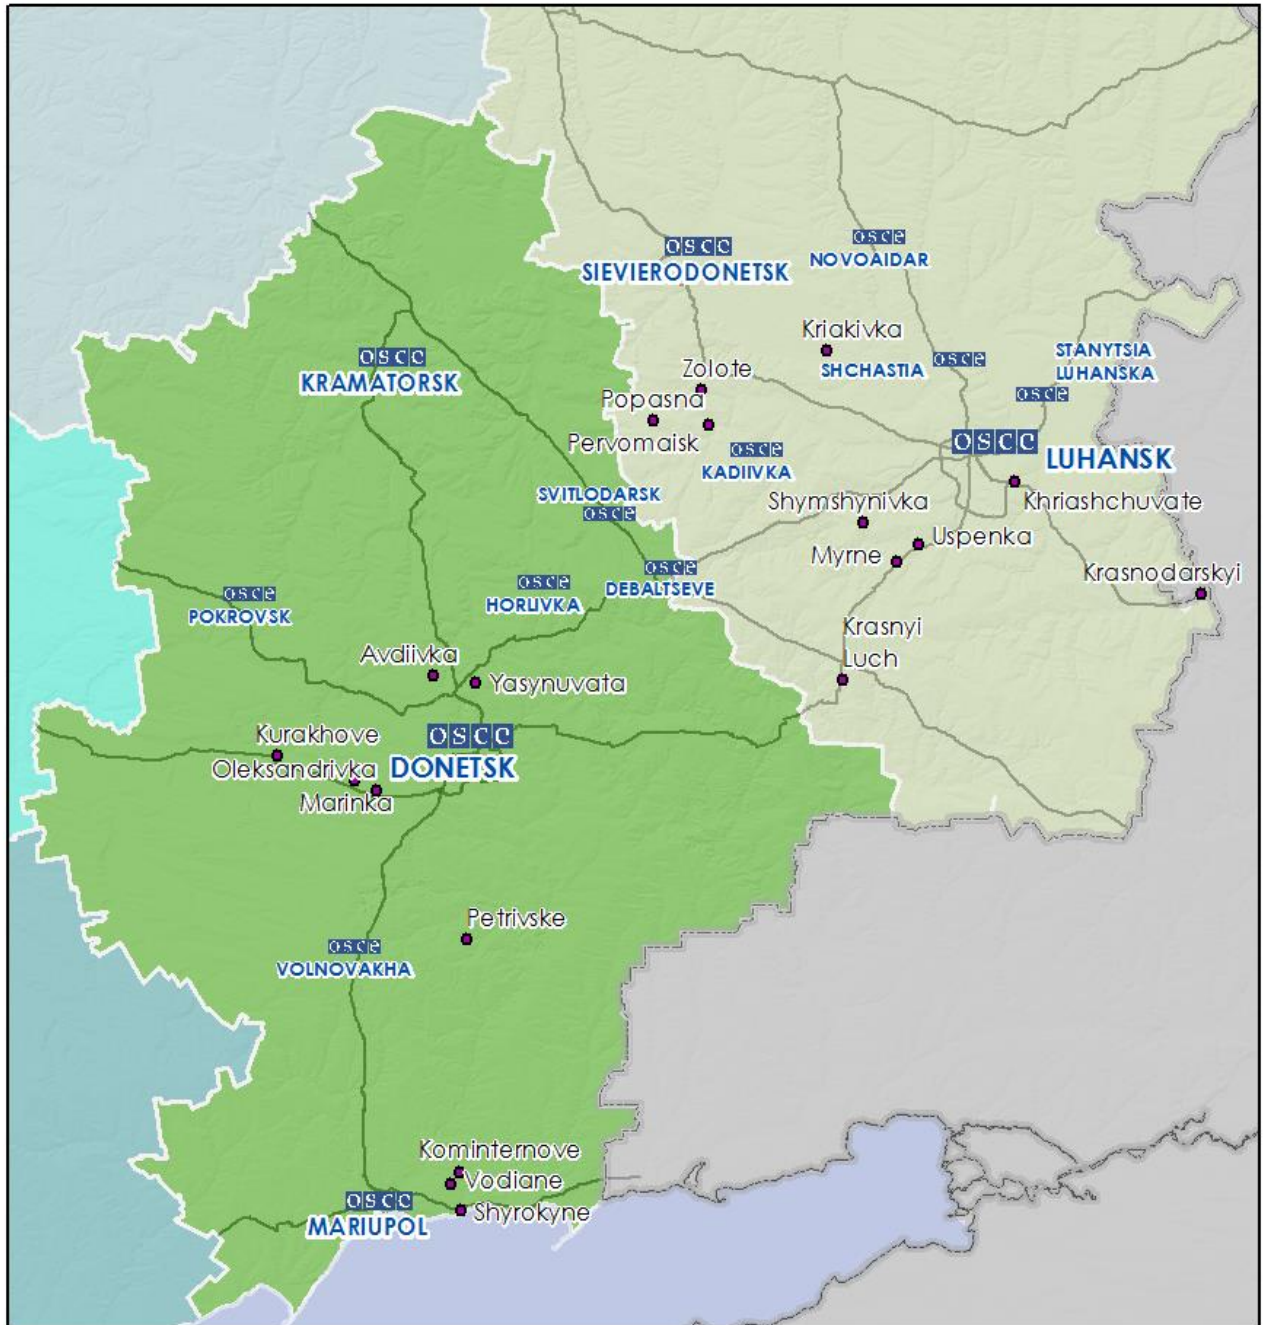 osce
NOVOAIDAR
osce
SIEVIERODONETSK
Kriakivka
osce
SHCHASTIA
STANYTSIA
LUHANSKA
osce
osce
KRAMATORSK
Zolote
Popasna
Pervomaisk
osce
KADIIVKA
osce
LUHANSK
Khriashchuvate
SVITLODARSK
osce
Shymshynivka
Uspenka
Myrne
Krasnodarskyi
osce
DEBALTSEVE
osce
HORLIVKA
osce
POKROVSK
Krasnyi
Luch
Avdiivka
Yasynuvata
osce
DONETSK
Kurakhove
Oleksandrivka
Marinka
Petrivske
osce
VOLNOVAKHA
Kominternove
Vodiane
Shyrokyne
osce
MARIUPOL